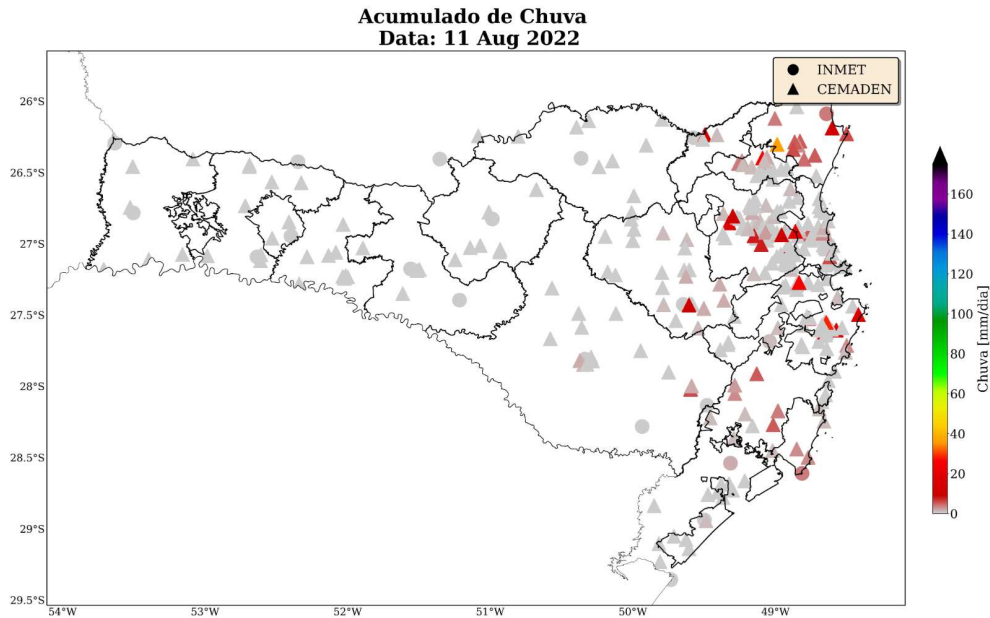 Acumulado de Chuva
Data: 11 Aug 2022
INMET
CEMADEN
26°S
26.5°S
27°S
27.5°S
28°S
28.5°S
29°S
29.5°S
54°W
53°W
52°W
51°W
50°W
49°W
160
140
120
100
80
60
40
20
0
Chuva [mm/dia]